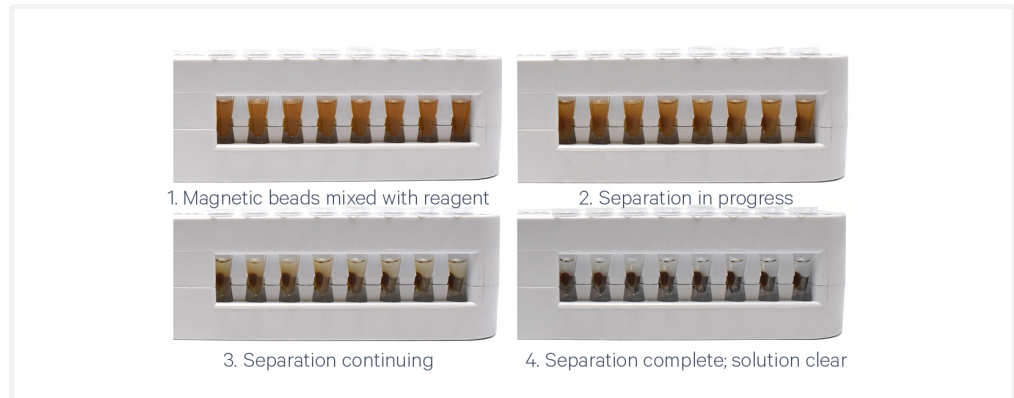 1. Magnetic beads mixed with reagent
2. Separation in progress
3. Separation continuing
4. Separation complete; solution clear